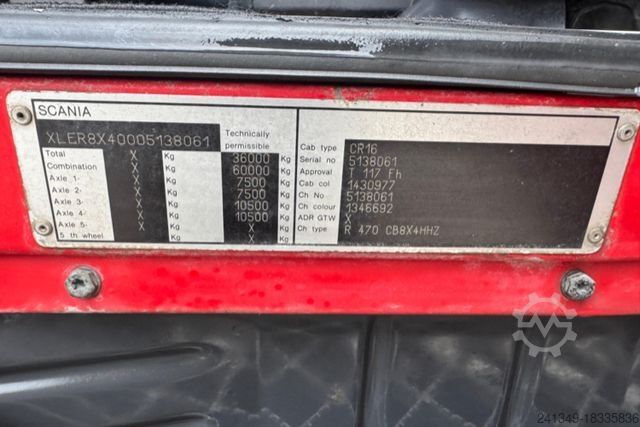 SCANIA
XLER8X40005138061 Technically permissible
Total X Kg 36000 Kg
Combination X Kg 60000 Kg
Axle 1- X Kg 7500 Kg
Axle 2- X Kg 7500 Kg
Axle 3- X Kg 10500 Kg
Axle 4- X Kg 10500 Kg
Axle 5- X Kg X Kg
5 th wheel X Kg X Kg
Cab type CR16
Serial no 5138061
Approval T 117 Fh
Cab col 1430977
Ch No 5138061
Ch colour 1346692
ADR GTW X
Ch type R 470 CB8X4HHZ
241349-18335836